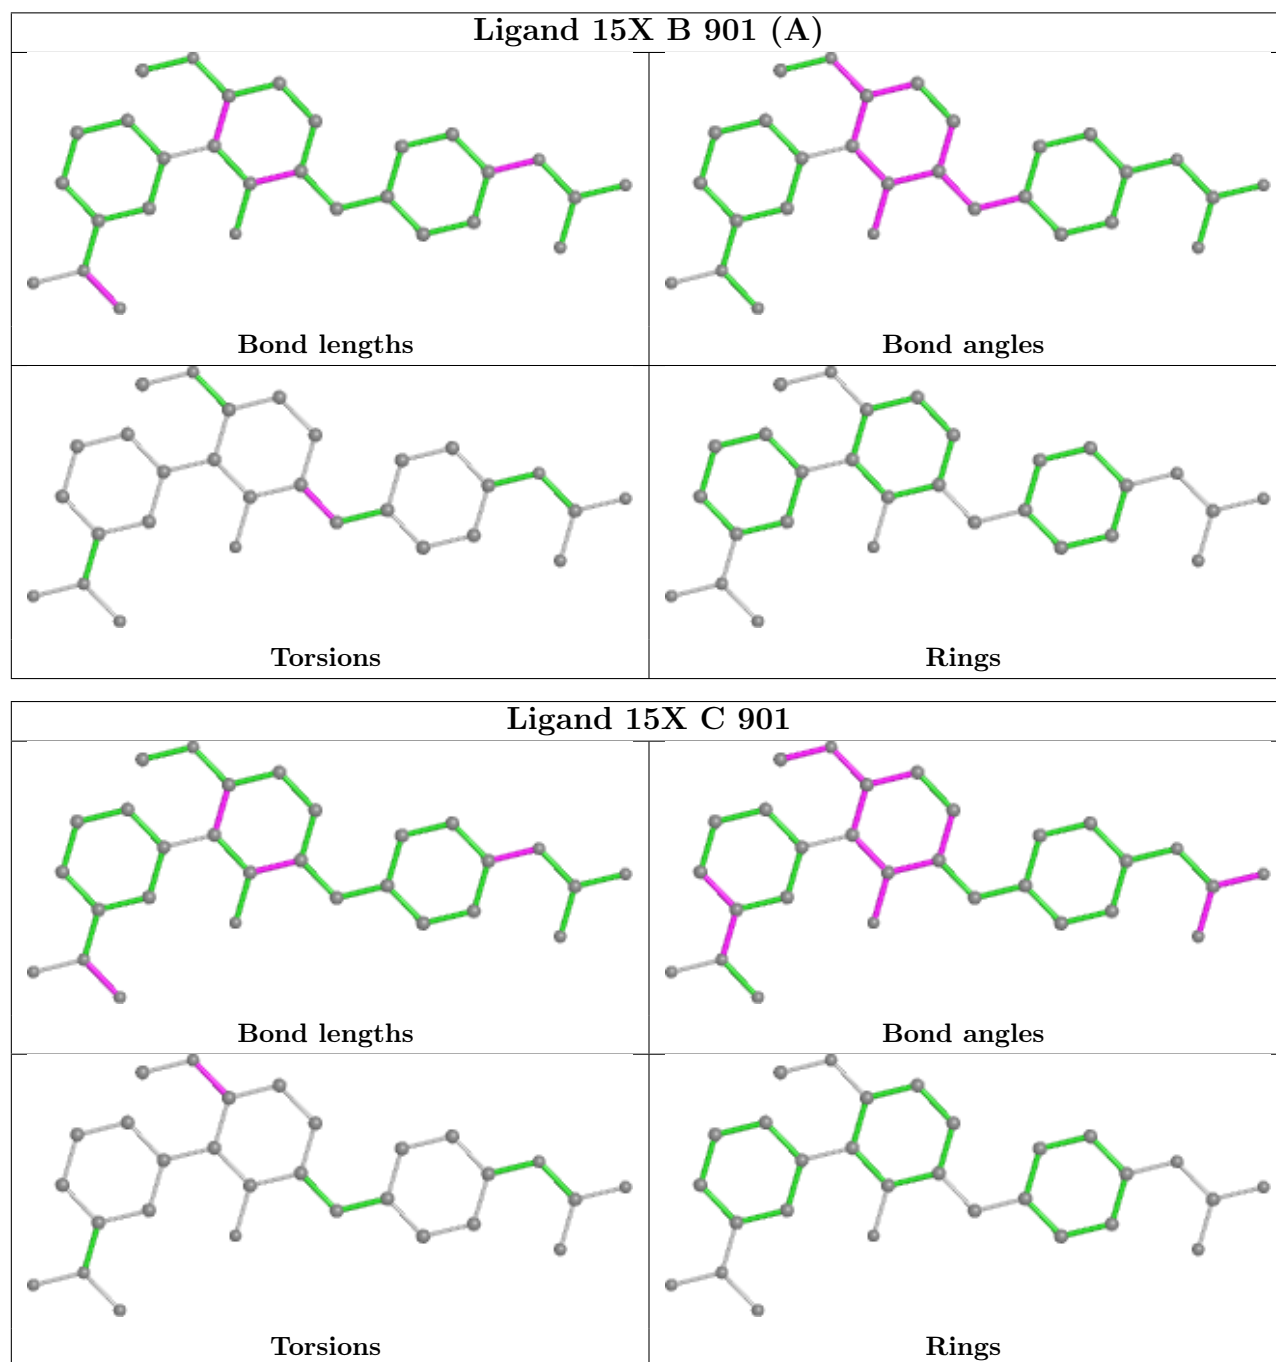 Ligand 15X B 901 (A)
Bond lengths
Bond angles
Torsions
Rings
Ligand 15X C 901
Bond lengths
Bond angles
Torsions
Rings